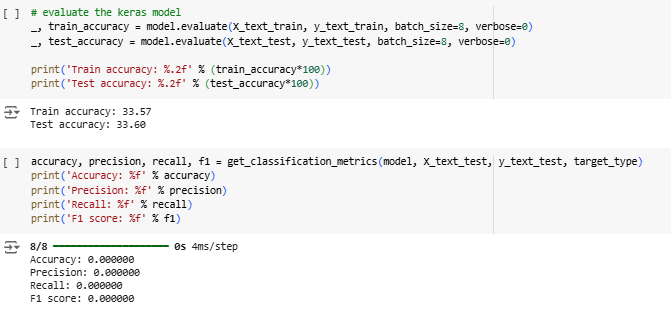 [ ] # evaluate the keras model
_, train_accuracy = model.evaluate(X_text_train, y_text_train, batch_size=8, verbose=0)
_, test_accuracy = model.evaluate(X_text_test, y_text_test, batch_size=8, verbose=0)
print('Train accuracy: %.2f' % (train_accuracy*100))
print('Test accuracy: %.2f' % (test_accuracy*100))
Train accuracy: 33.57
Test accuracy: 33.60
[ ] accuracy, precision, recall, f1 = get_classification_metrics(model, X_text_test, y_text_test, target_type)
print('Accuracy: %f' % accuracy)
print('Precision: %f' % precision)
print('Recall: %f' % recall)
print('F1 score: %f' % f1)
8/8 ━━━━━━━━━━━━━━━━━━━━ 0s 4ms/step
Accuracy: 0.000000
Precision: 0.000000
Recall: 0.000000
F1 score: 0.000000